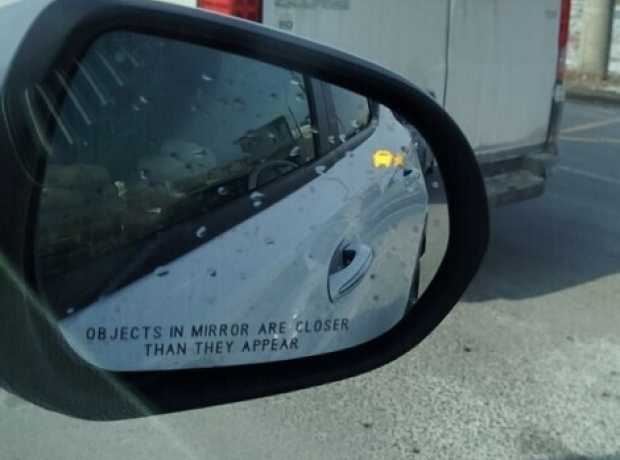 OBJECTS IN MIRROR ARE CLOSER
THAN THEY APPEAR